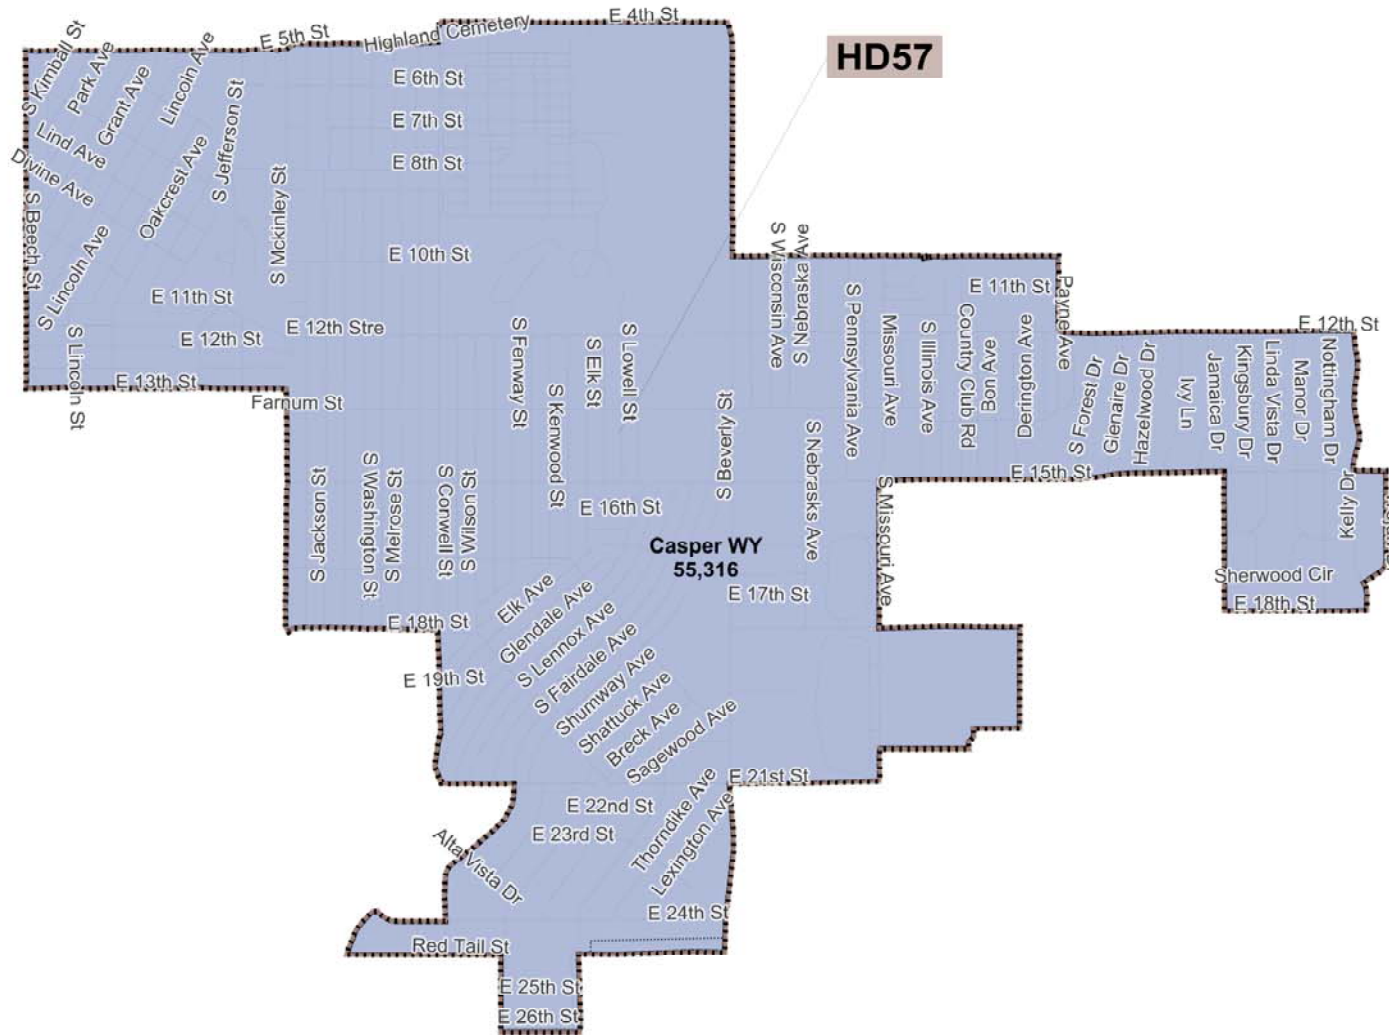 E 4th St
E 5th St
Highland Cemetery
HD57
S Kimball St
Park Ave
Grant Ave
Lincoln Ave
E 6th St
E 7th St
E 8th St
Lind Ave
Divine Ave
Oakcrest Ave
S Jefferson St
S Mckinley St
S Beech St
S Lincoln Ave
E 10th St
E 11th St
E 12th St
E 12th Stre
S Lincoln St
E 13th St
Farnum St
S Wisconsin Ave
S Nebraska Ave
E 11th St
Payne Ave
E 12th St
S Fenway St
S Kenwood St
S Elk St
S Lowell St
S Beverly St
S Pennsylvania Ave
Missouri Ave
S Illinois Ave
Country Club Rd
Bon Ave
Derington Ave
S Forest Dr
Glenaire Dr
Hazelwood Dr
Ivy Ln
Jamaica Dr
Kingsbury Dr
Linda Vista Dr
Manor Dr
Nottingham Dr
S Jackson St
S Washington St
S Melrose St
S Conwell St
S Wilson St
E 16th St
S Nebrasks Ave
S Missouri Ave
E 15th St
Kelly Dr
Casper WY
55,316
E 17th St
Sherwood Cir
E 18th St
E 18th St
E 19th St
Elk Ave
Glendale Ave
S Lennox Ave
S Fairdale Ave
Shumway Ave
Shattuck Ave
Breck Ave
Sagewood Ave
E 21st St
E 22nd St
E 23rd St
Thorndike Ave
Lexington Ave
Alta Vista Dr
E 24th St
Red Tail St
E 25th St
E 26th St